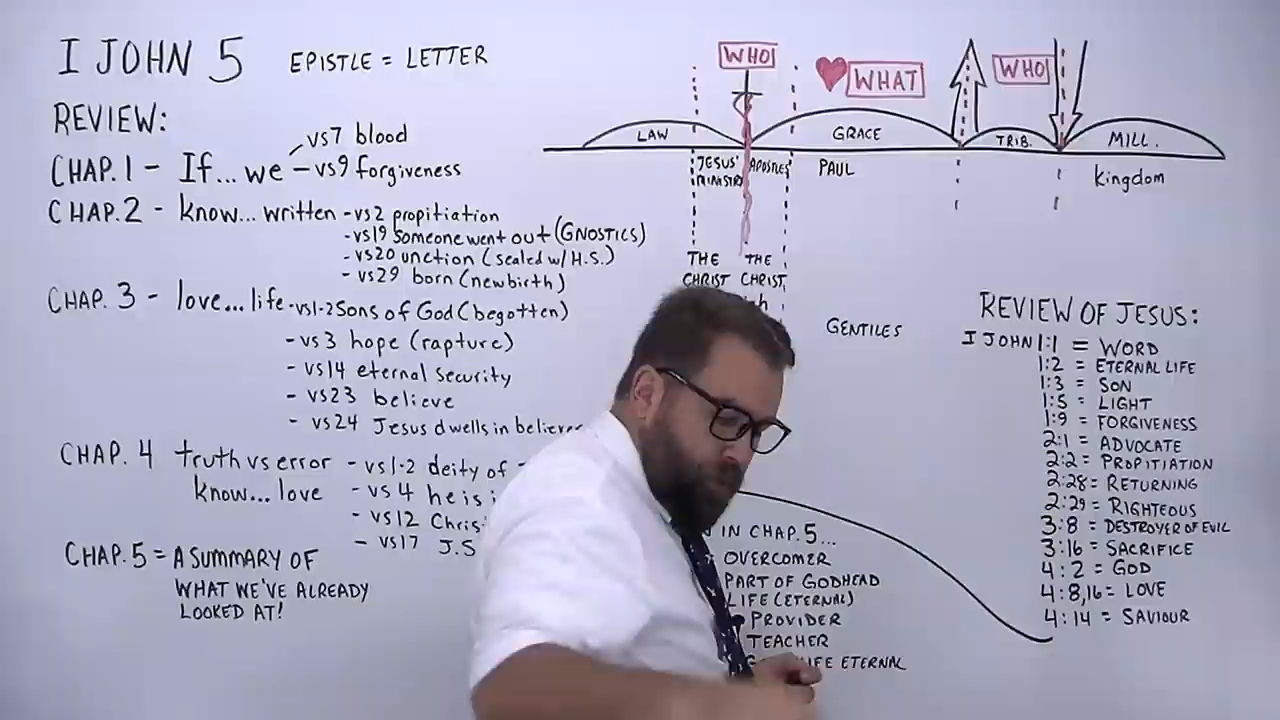 I JOHN 5 EPISTLE = LETTER
REVIEW:
CHAP. 1 - If... we - vs7 blood
- vs9 forgiveness
CHAP. 2 - know... written - vs2 propitiation
- vs19 someone went out (GNOSTICS)
- vs20 unction (sealed w/ H.S.)
- vs29 born (new birth)
CHAP. 3 - love... life - vs1-2 Sons of God (begotten)
- vs3 hope (rapture)
- vs14 eternal security
- vs23 believe
- vs24 Jesus dwells in believer
CHAP. 4 truth vs error - vs1-2 deity of
know... love - vs4 he is
- vs12 Chris
- vs17 J.S
CHAP. 5 = A SUMMARY OF
WHAT WE'VE ALREADY
LOOKED AT!
WHO
WHAT
WHO
LAW
GRACE
TRIB.
MILL.
JESUS' MINISTRY
APOSTLES
PAUL
Kingdom
THE CHRIST
THE CHRIST,
GENTILES
IN CHAP. 5...
OVERCOMER
PART OF GODHEAD
LIFE (ETERNAL)
PROVIDER
TEACHER
LIFE ETERNAL
REVIEW OF JESUS:
I JOHN 1:1 = WORD
1:2 = ETERNAL LIFE
1:3 = SON
1:5 = LIGHT
1:9 = FORGIVENESS
2:1 = ADVOCATE
2:2 = PROPITIATION
2:28 = RETURNING
2:29 = RIGHTEOUS
3:8 = DESTROYER OF EVIL
3:16 = SACRIFICE
4:2 = GOD
4:8,16 = LOVE
4:14 = SAVIOUR